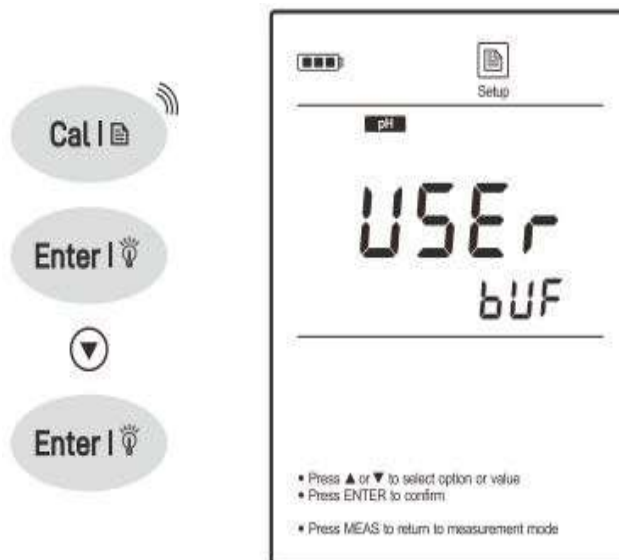 Cal |
Enter |
Enter |
Setup
pH
USEr
bUF
• Press ▲ or ▼ to select option or value
• Press ENTER to confirm
• Press MEAS to return to measurement mode